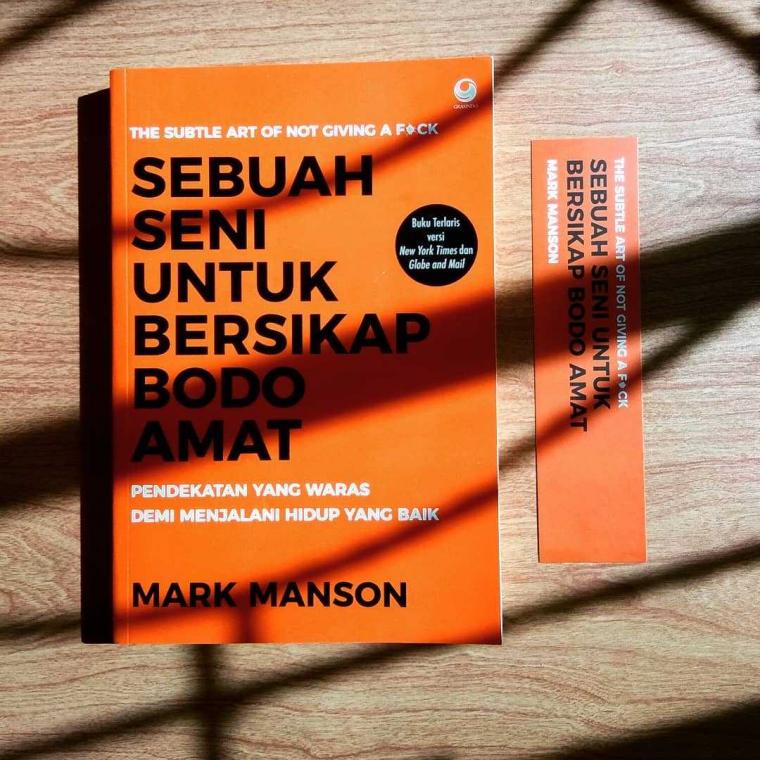 GRASINDO
THE SUBTLE ART OF NOT GIVING A F*CK
SEBUAH
SENI
UNTUK
BERSIKAP
BODO
AMAT
Buku Terlaris
versi
New York Times dan
Globe and Mail
PENDEKATAN YANG WARAS
DEMI MENJALANI HIDUP YANG BAIK
MARK MANSON
THE SUBTLE ART OF NOT GIVING A F*CK
SEBUAH SENI UNTUK
BERSIKAP BODO AMAT
MARK MANSON